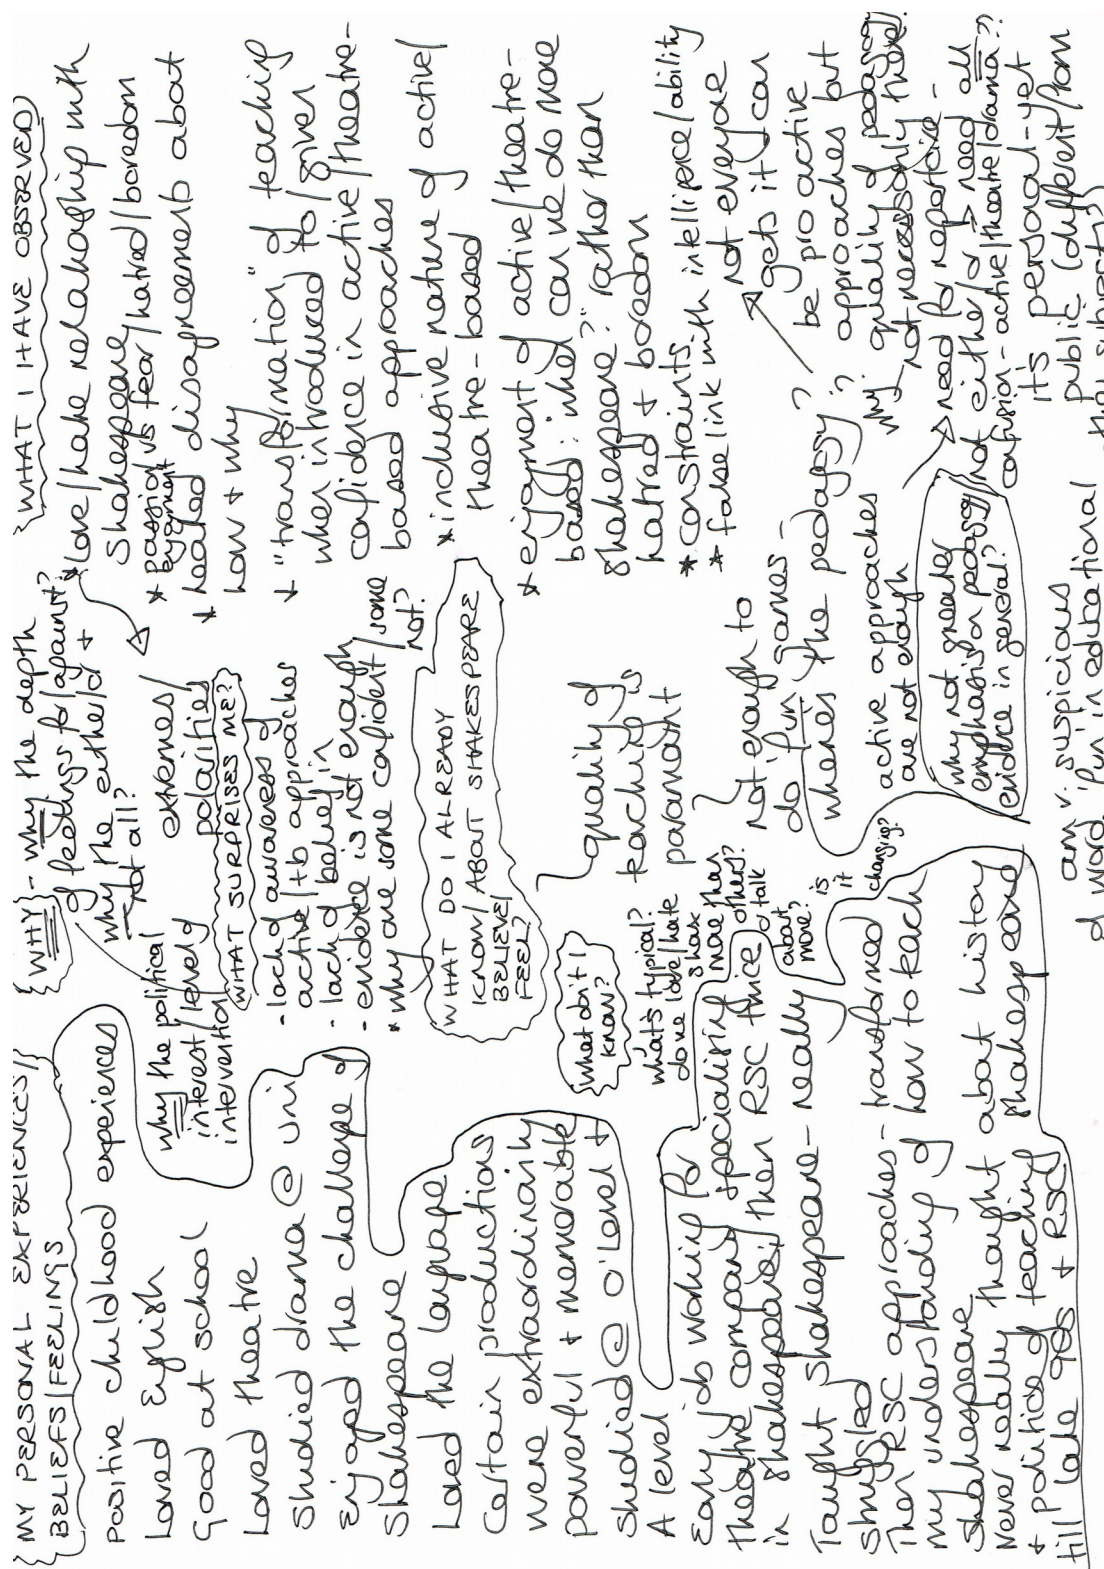 MY PERSONAL EXPERIENCES/
BELIEFS/FEELINGS
positive childhood experiences
Loved English
Good at school
Loved theatre
Studied drama @ uni
Enjoyed the challenge of
Shakespeare
Loved the language
Certain productions
were extraordinarily
powerful + memorable
Studied @ O'Level +
A level
Early job working for
theatre company specialising
in Shakespeare, then RSC twice
Taught Shakespeare - really
struggled
Then RSC approaches - transformed
my understanding of how to teach
Shakespeare
Never really thought about history
+ politics of teaching Shakespeare
till late 90s + RSC
WHY - why the depth
of feelings for/against?
why the either/or +
not all?
why the political
interest/level of
intervention
extremes/
polarities
WHAT SURPRISES ME?
- lack of awareness of
active/tb approaches
- lack of belief in
- evidence is not enough
* why are some confident/some
not?
WHAT DO I ALREADY
KNOW/ABOUT SHAKESPEARE
BELIEVE/
FEEL?
What don't I
know?
what's typical?
do we love/hate
Shaks
more than
others?
or talk
about
more?
is
it
changing?
quality of
teaching is
paramount
not enough to
do fun games -
where's the pedagogy?
active approaches
are not enough
why not greater
emphasis on pedagogy/
evidence in general?
am v. suspicious
of word 'fun' in educational
WHAT I HAVE OBSERVED
* Love/hate relationship with
Shakespeare
* passion vs fear/hatred/boredom
enjoyment
* heated disagreements about
how + why
* "transformation" of teaching
when introduced to/given
confidence in active/theatre-
based approaches
* inclusive nature of active/
theatre-based
* enjoyment of active/theatre-
based: what can we do more
Shakespeare?" rather than
hatred + boredom
* constraints
* false link with intelligence/ability
not everyone
gets it/can
be pro active
approaches but
why quality of pedagogy
not necessarily there!
? need for repertoire -
not either/or => need all
confusion - active/theatre/drama??
it's personal - yet
public (different/from